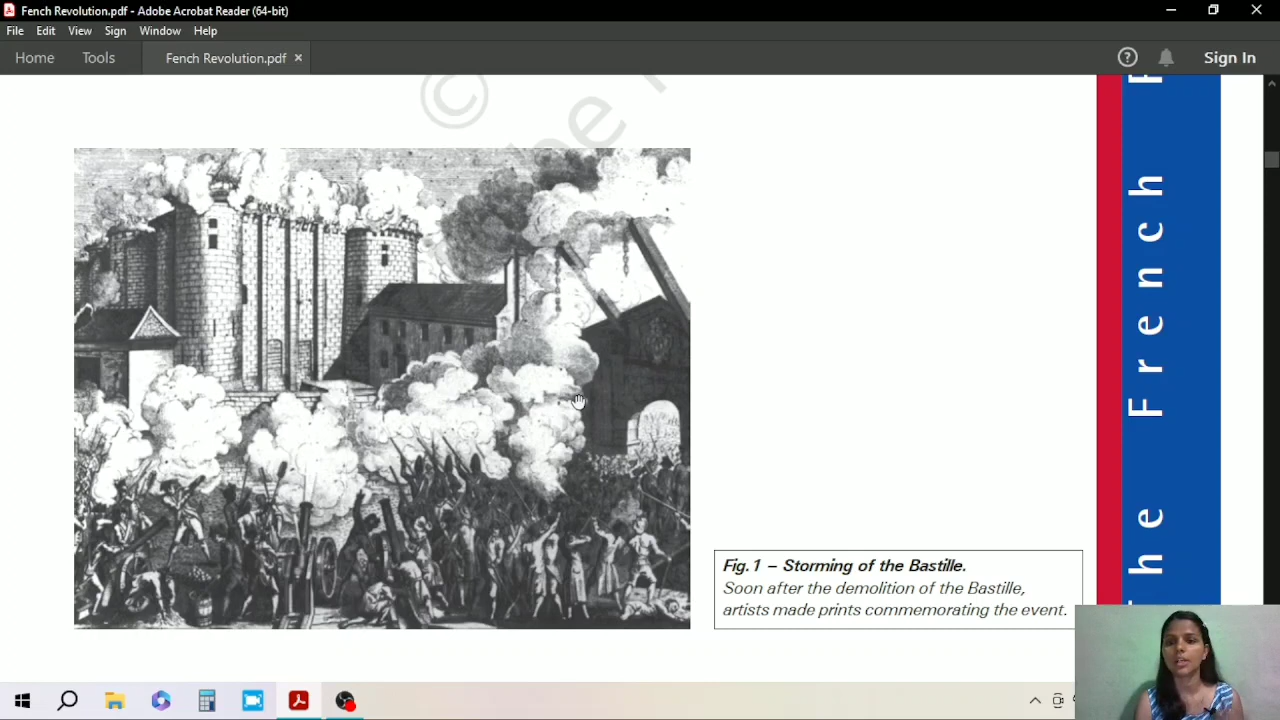 Fench Revolution.pdf - Adobe Acrobat Reader (64-bit)
File Edit View Sign Window Help
Home Tools Fench Revolution.pdf × ? Sign In
©
he
Fig. 1 – Storming of the Bastille.
Soon after the demolition of the Bastille,
artists made prints commemorating the event.
he French